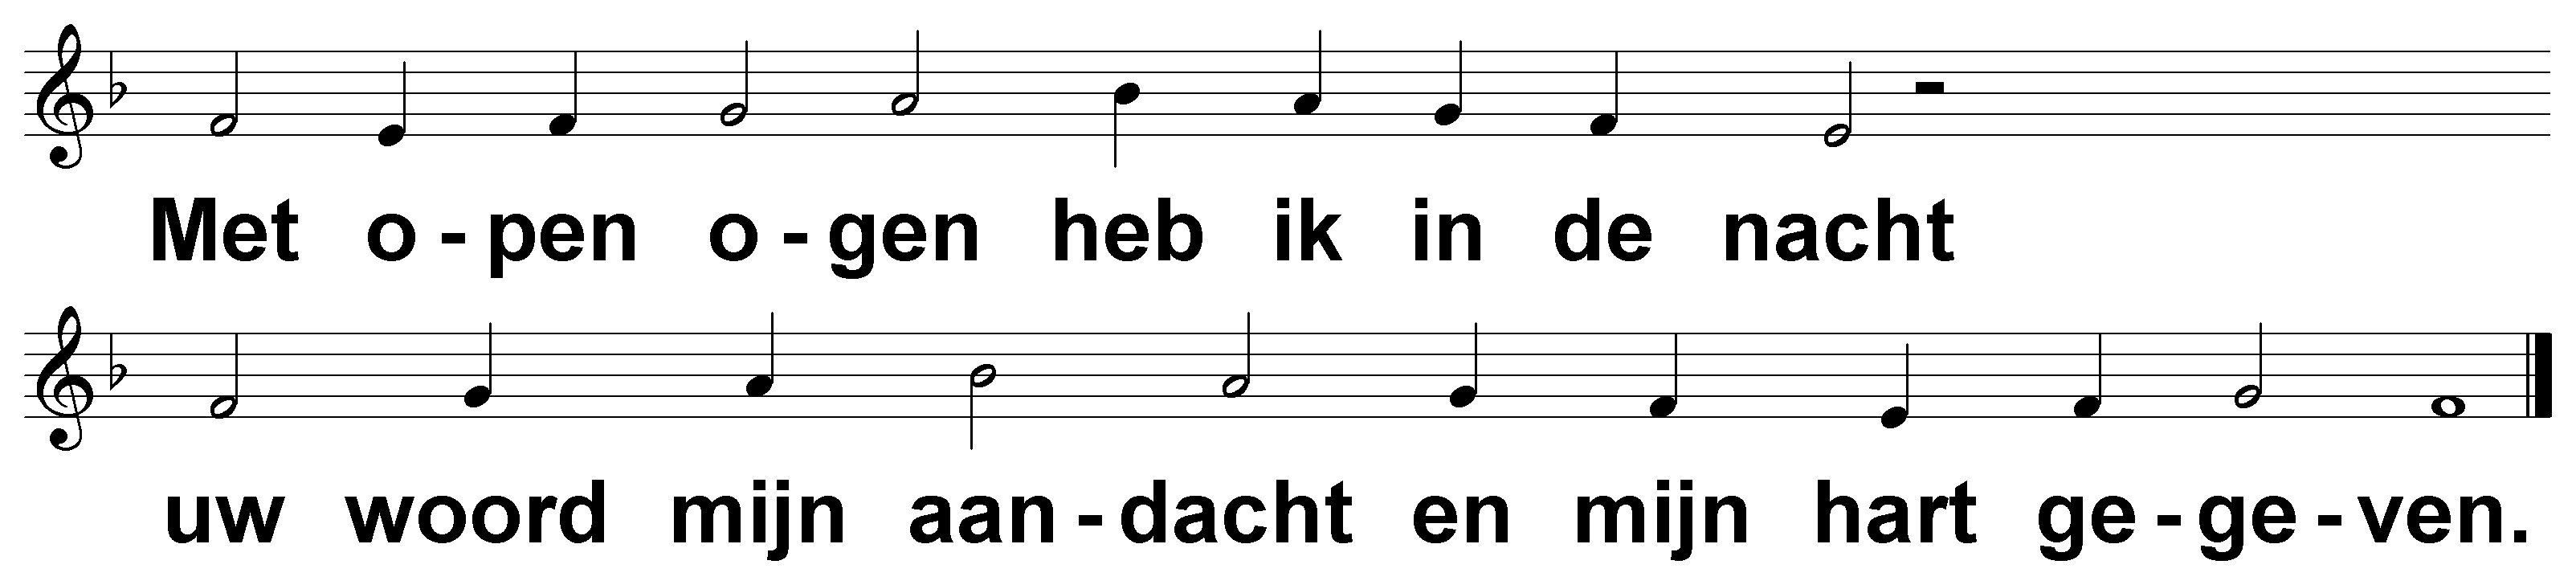 Met o - pen o - gen heb ik in de nacht
uw woord mijn aan - dacht en mijn hart ge - ge - ven.